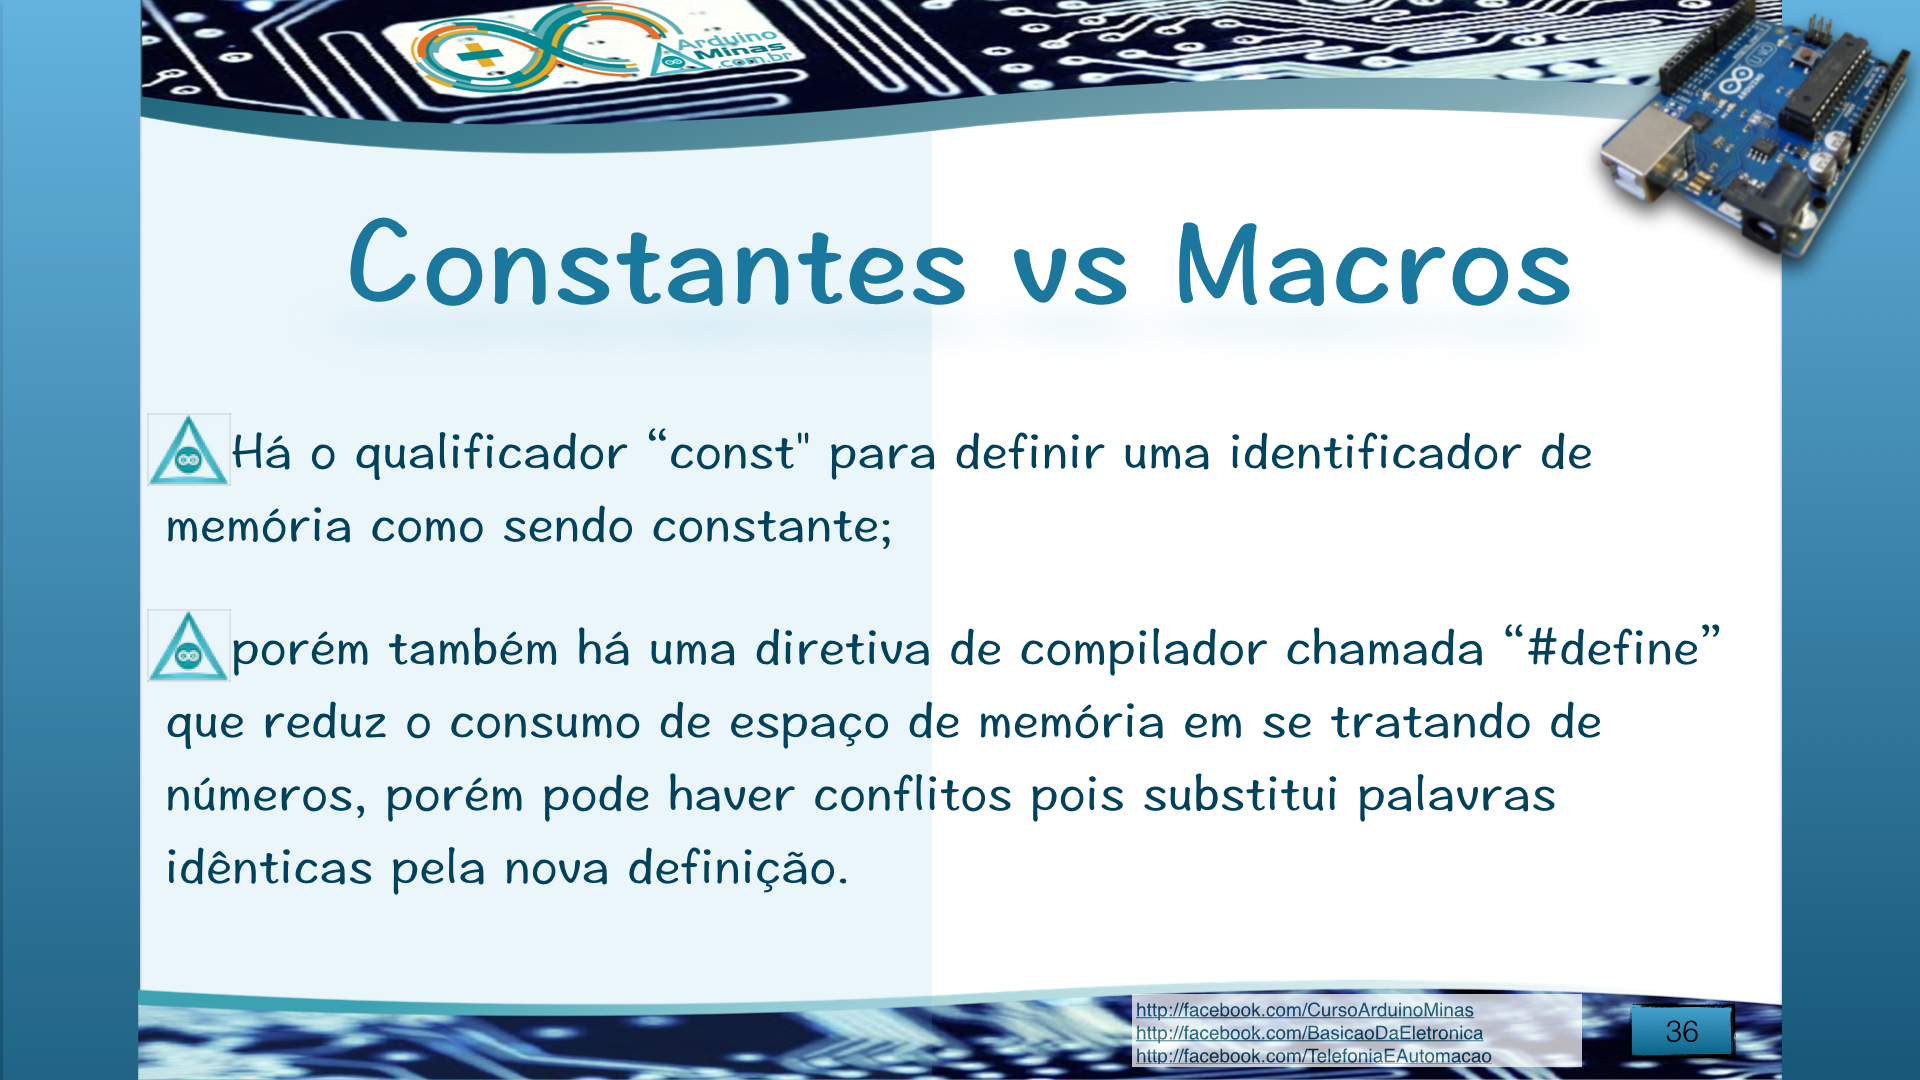 Arduino
Minas
.com.br
UNO
ARDUINO
Constantes vs Macros
Há o qualificador “const" para definir uma identificador de
memória como sendo constante;
porém também há uma diretiva de compilador chamada “#define”
que reduz o consumo de espaço de memória em se tratando de
números, porém pode haver conflitos pois substitui palavras
idênticas pela nova definição.
http://facebook.com/CursoArduinoMinas
http://facebook.com/BasicaoDaEletronica
http://facebook.com/TelefoniaEAutomacao
36